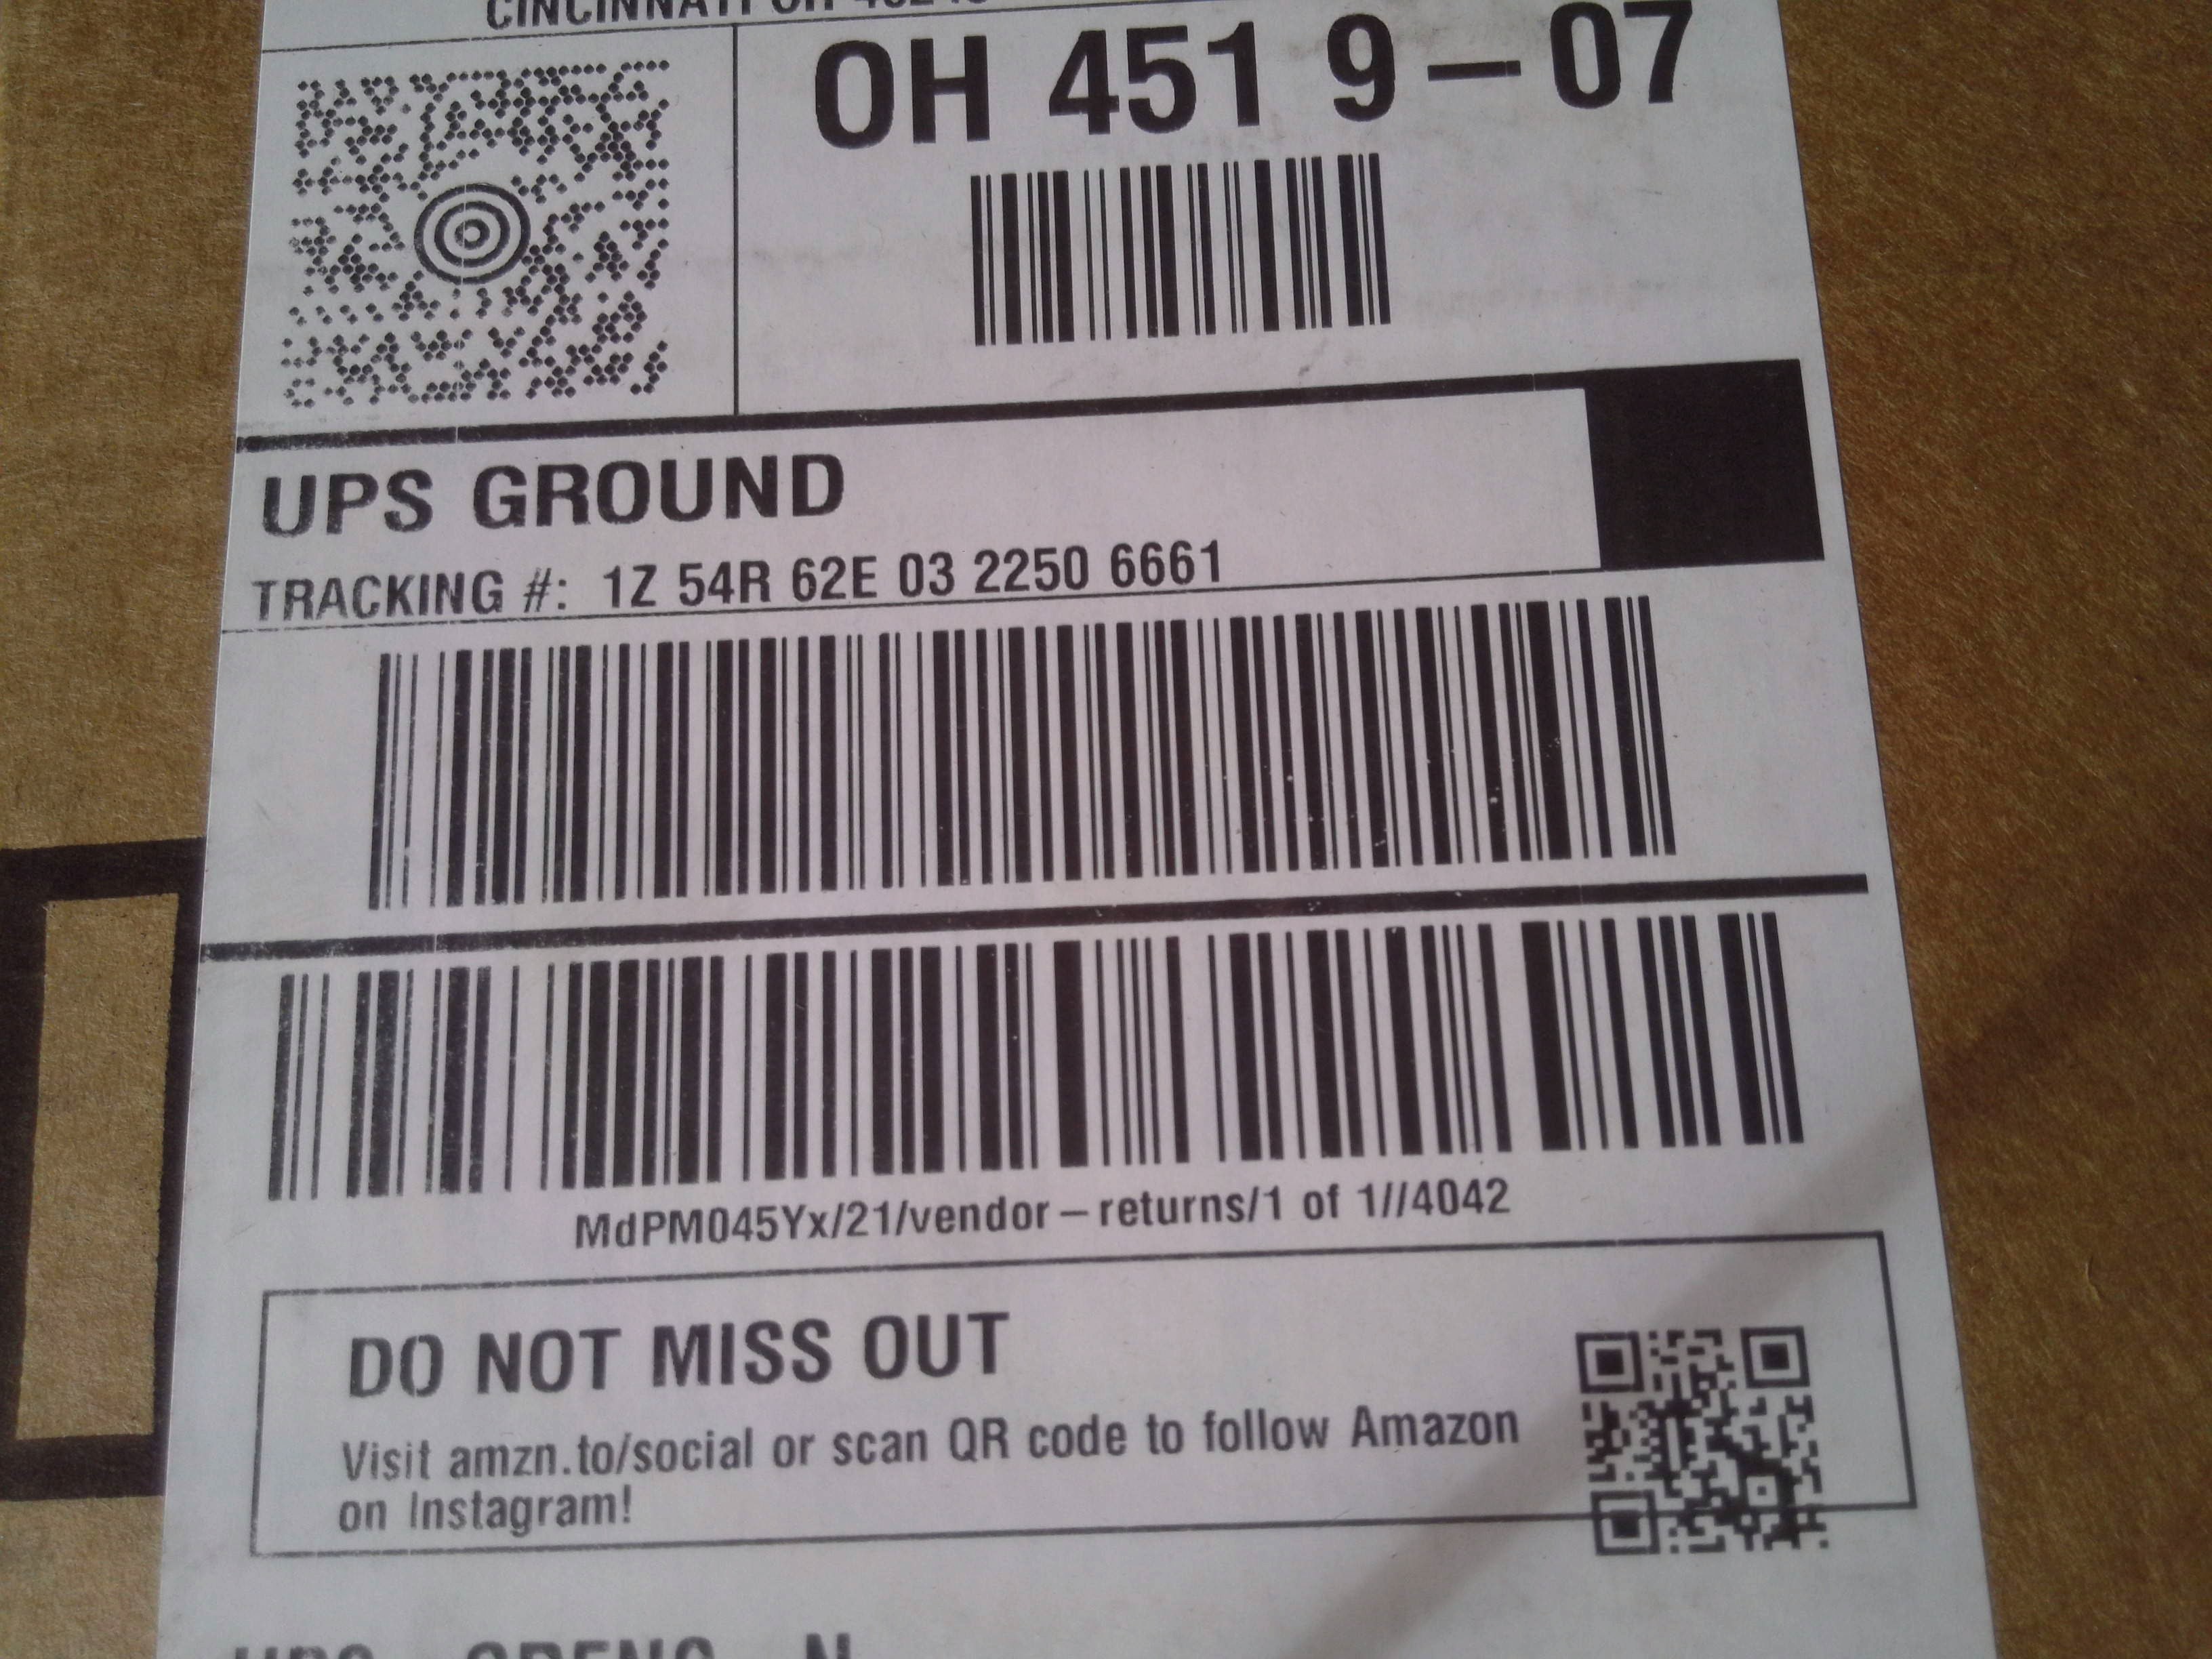 CINCINNATI OH
OH 451 9-07
UPS GROUND
TRACKING #: 1Z 54R 62E 03 2250 6661
MdPM045Yx/21/vendor-returns/1 of 1//4042
DO NOT MISS OUT
Visit amzn.to/social or scan QR code to follow Amazon
on Instagram!